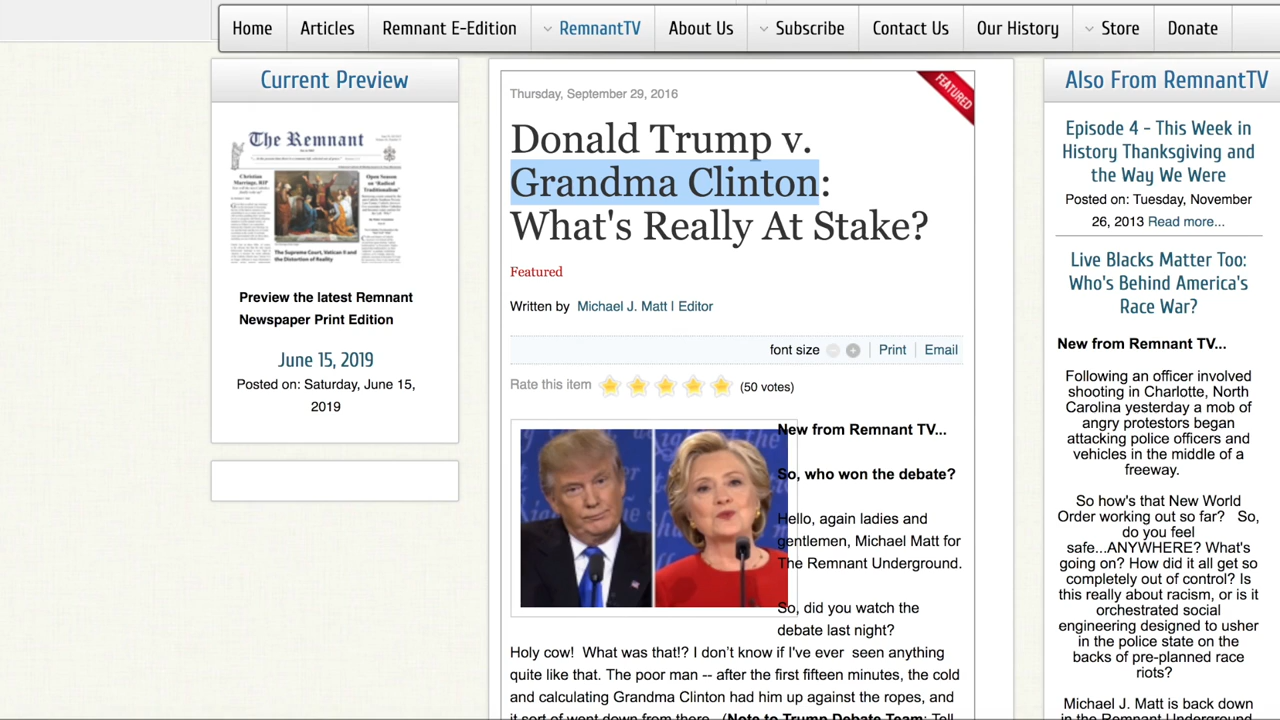 Home Articles Remnant E-Edition RemnantTV About Us Subscribe Contact Us Our History Store Donate
Current Preview
The Remnant
Christian
Marriage, RIP
Open Season
on 'Radical
Traditionalism'
The Supreme Court, Vatican II and
the Distortion of Reality
Preview the latest Remnant
Newspaper Print Edition
June 15, 2019
Posted on: Saturday, June 15,
2019
Thursday, September 29, 2016
FEATURED
Donald Trump v.
Grandma Clinton:
What's Really At Stake?
Featured
Written by Michael J. Matt | Editor
font size Print Email
Rate this item (50 votes)
New from Remnant TV...
So, who won the debate?
Hello, again ladies and
gentlemen, Michael Matt for
The Remnant Underground.
So, did you watch the
debate last night?
Holy cow! What was that!? I don't know if I've ever seen anything
quite like that. The poor man -- after the first fifteen minutes, the cold
and calculating Grandma Clinton had him up against the ropes, and
it sort of went down from there. (Note to Trump Debate Team: Tell
Also From RemnantTV
Episode 4 - This Week in
History Thanksgiving and
the Way We Were
Posted on: Tuesday, November
26, 2013 Read more...
Live Blacks Matter Too:
Who's Behind America's
Race War?
New from Remnant TV...
Following an officer involved
shooting in Charlotte, North
Carolina yesterday a mob of
angry protestors began
attacking police officers and
vehicles in the middle of a
freeway.
So how's that New World
Order working out so far? So,
do you feel
safe...ANYWHERE? What's
going on? How did it all get so
completely out of control? Is
this really about racism, or is it
orchestrated social
engineering designed to usher
in the police state on the
backs of pre-planned race
riots?
Michael J. Matt is back down
in the Remnant Underground